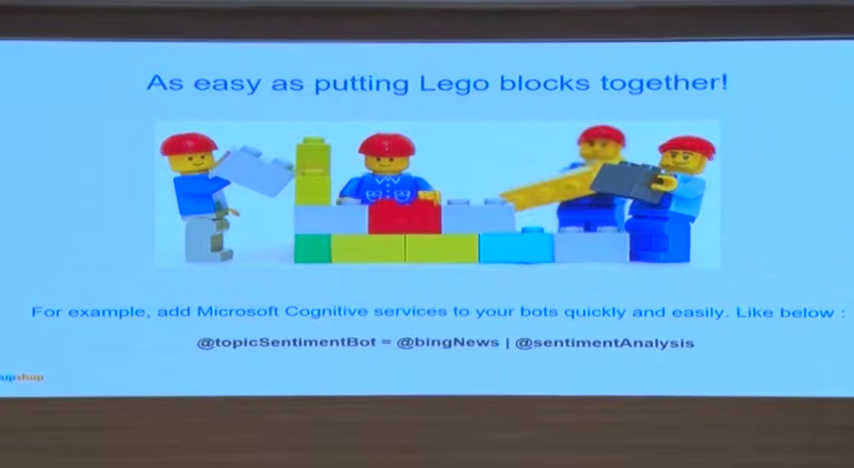 As easy as putting Lego blocks together!
For example, add Microsoft Cognitive services to your bots quickly and easily. Like below :
@topicSentimentBot = @bingNews | @sentimentAnalysis
upshup